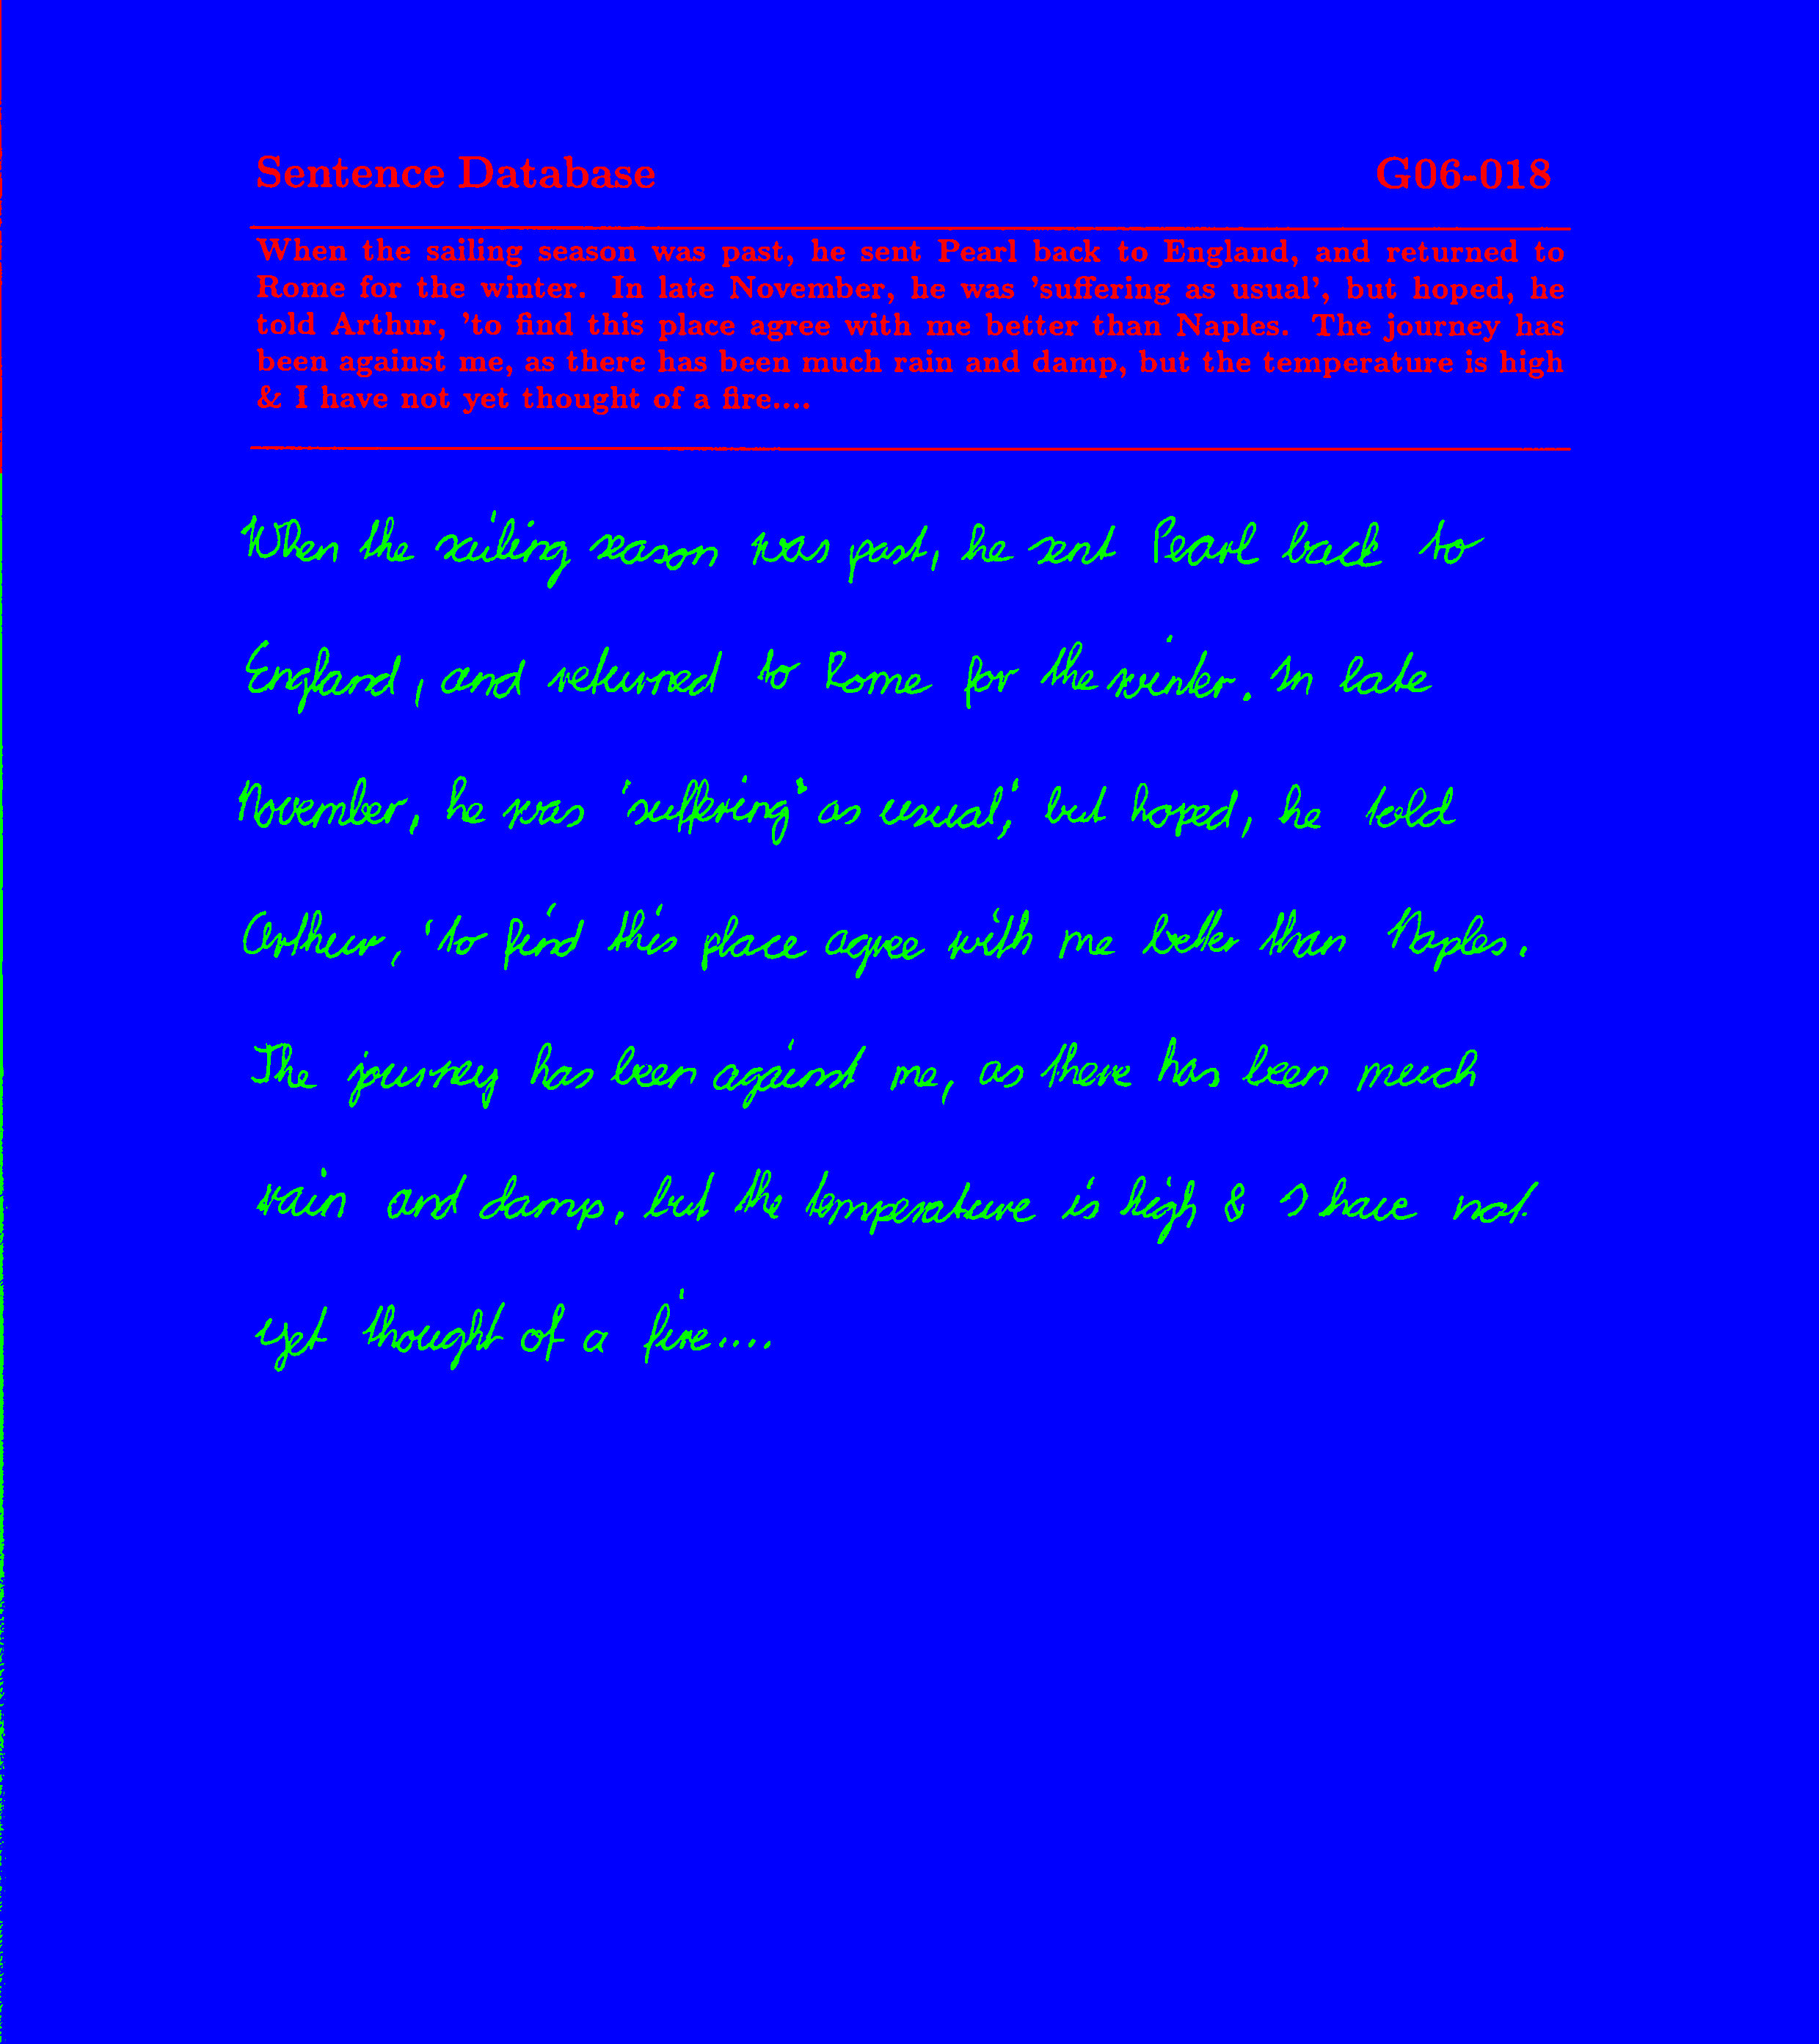 Sentence Database G06-018
When the sailing season was past, he sent Pearl back to England, and returned to
Rome for the winter. In late November, he was 'suffering as usual', but hoped, he
told Arthur, 'to find this place agree with me better than Naples. The journey has
been against me, as there has been much rain and damp, but the temperature is high
& I have not yet thought of a fire....
When the sailing season was past, he sent Pearl back to
England, and returned to Rome for the winter. In late
November, he was 'suffering' as usual', but hoped, he told
Arthur, 'to find this place agree with me better than Naples.
The journey has been against me, as there has been much
rain and damp, but the temperature is high & I have not
yet thought of a fire....